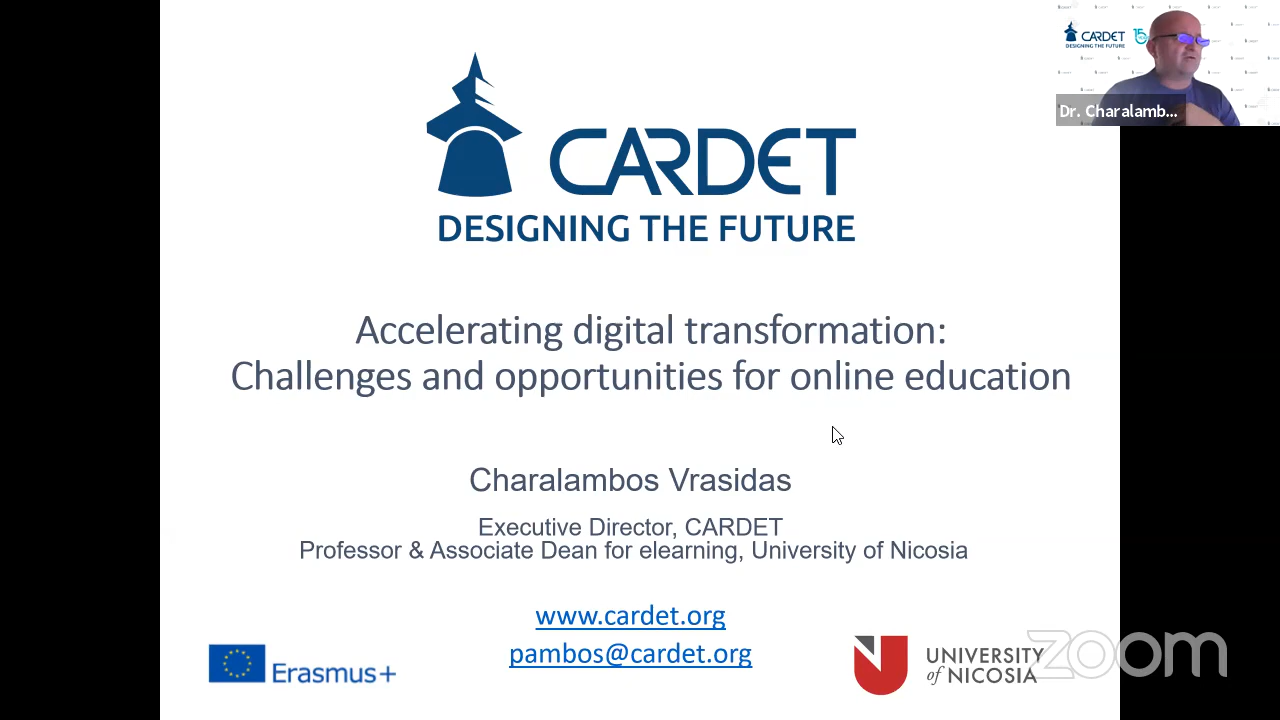 CARDET
DESIGNING THE FUTURE
CARDET 15
DESIGNING THE FUTURE
Dr. Charalamb...
Accelerating digital transformation:
Challenges and opportunities for online education
Charalambos Vrasidas
Executive Director, CARDET
Professor & Associate Dean for elearning, University of Nicosia
www.cardet.org
pambos@cardet.org
Erasmus+
UNIVERSITY
of NICOSIA
zoom